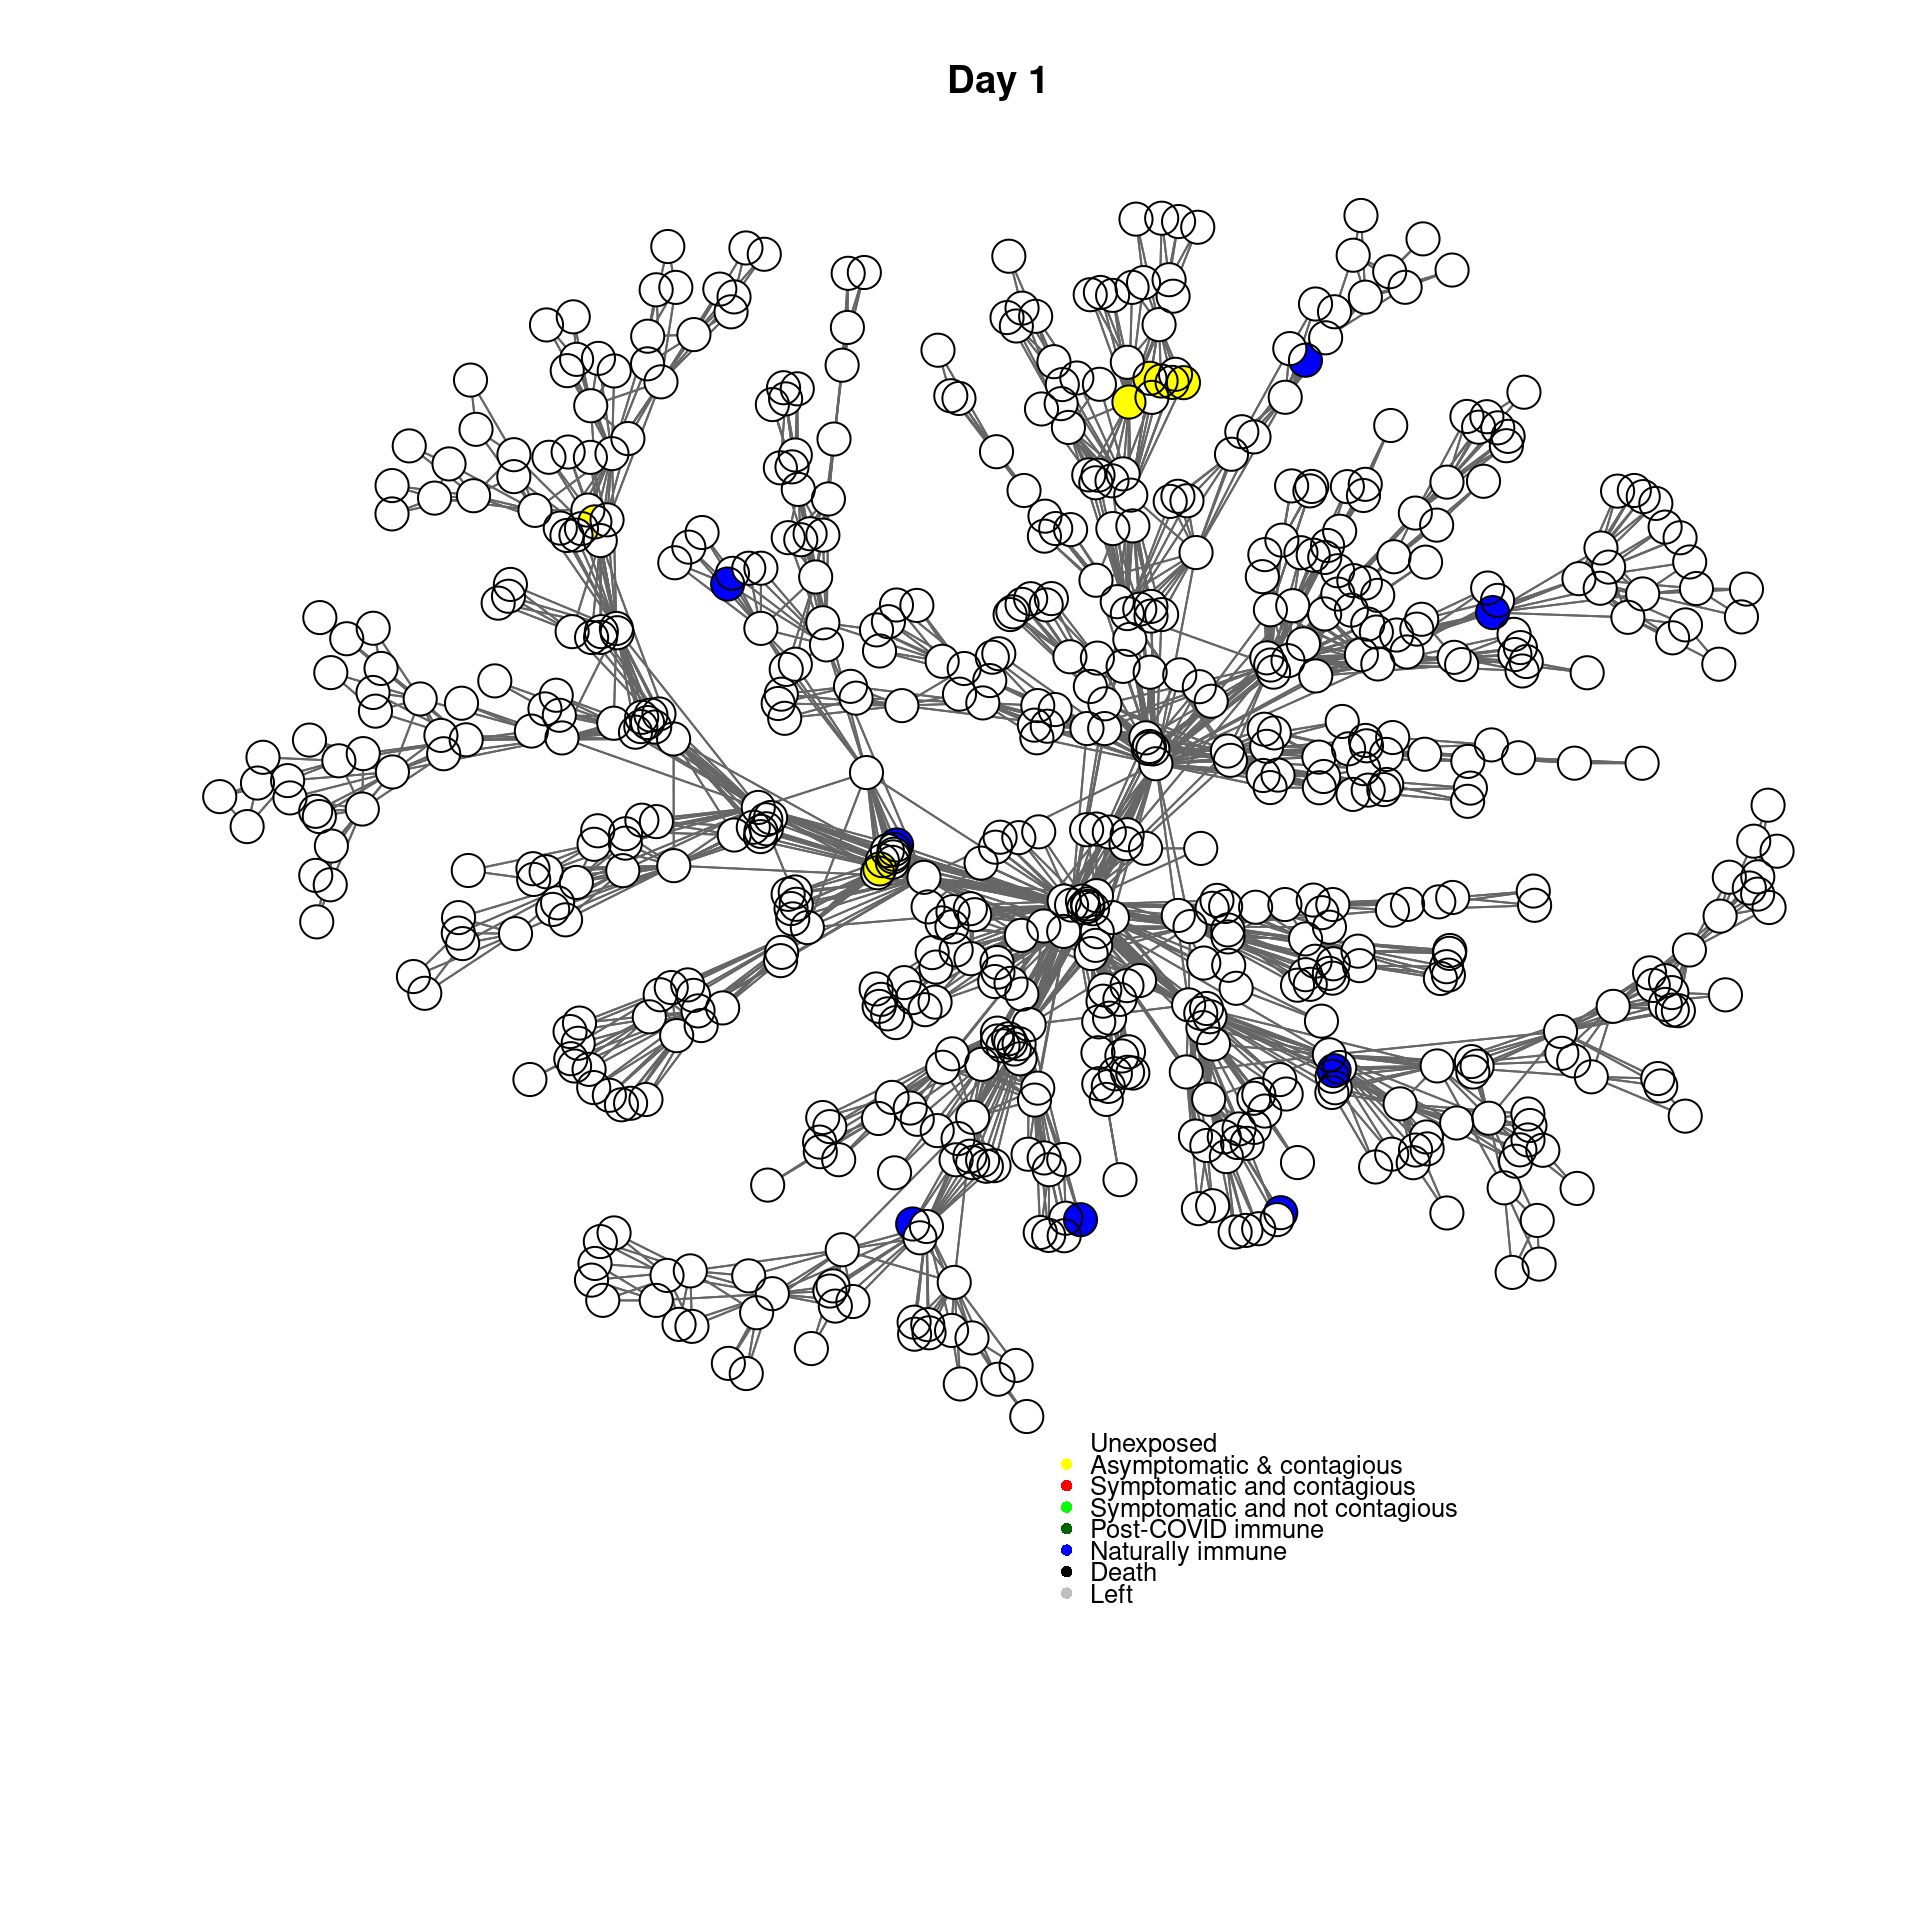 Day 1
Unexposed
Asymptomatic & contagious
Symptomatic and contagious
Symptomatic and not contagious
Post-COVID immune
Naturally immune
Death
Left